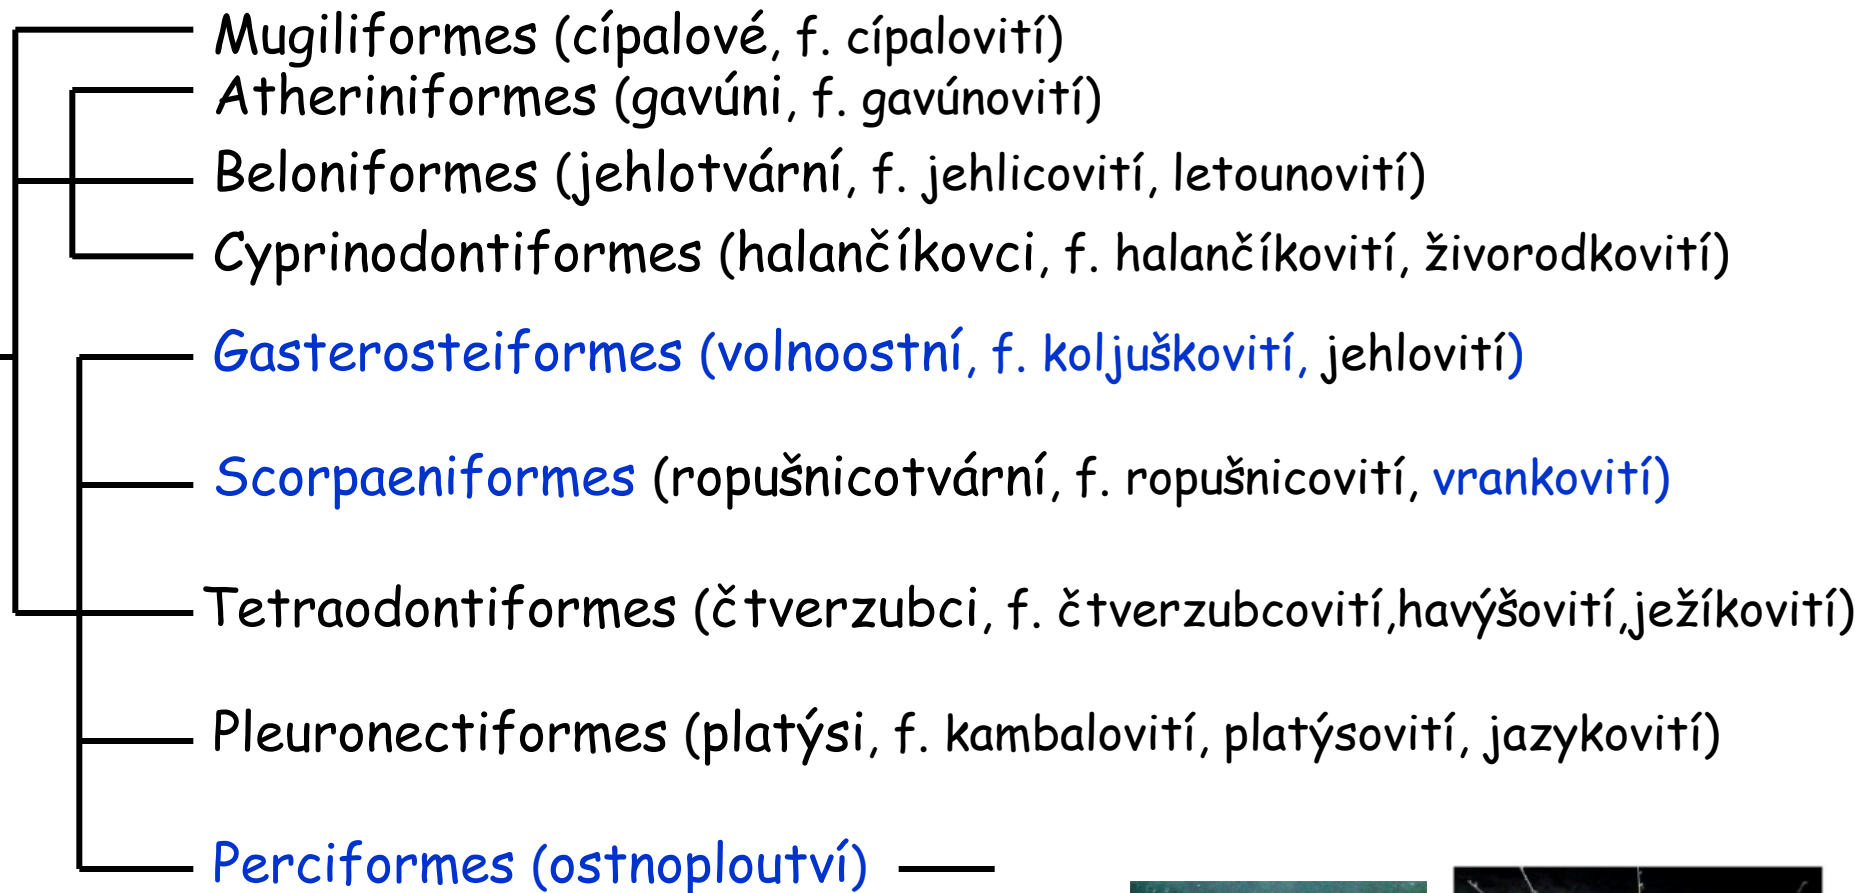 Mugiliformes (cípalové, f. cípalovití)
Atheriniformes (gavúni, f. gavúnovití)
Beloniformes (jehlotvární, f. jehlicovití, letounovití)
Cyprinodontiformes (halančíkovci, f. halančíkovití, živorodkovití)
Gasterosteiformes (volnoostní, f. koljuškovití, jehlovití)
Scorpaeniformes (ropušnicotvární, f. ropušnicovití, vrankovití)
Tetraodontiformes (čtverzubci, f. čtverzubcovití,havýšovití,ježíkovití)
Pleuronectiformes (platýsi, f. kambalovití, platýsovití, jazykovití)
Perciformes (ostnoploutví)